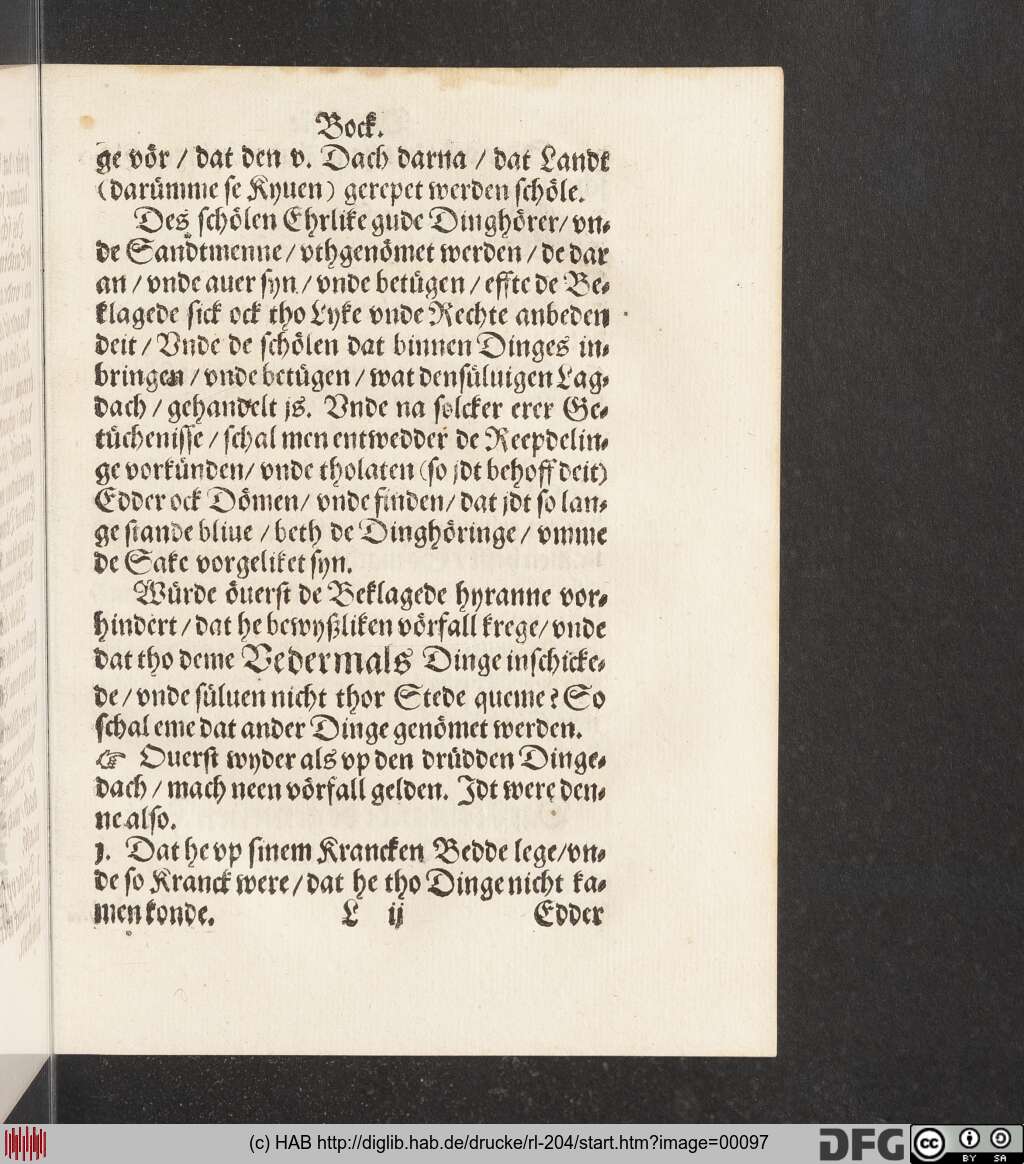 Bock.
ge vör / dat den v. Dach darna / dat Landt
(darümme se Kyuen) gerepet werden schöle.
Des schölen Ehrlike gude Dinghörer/ vn⸗
de Sandtmenne / vthgenömet werden / de dar
an / vnde auer syn / vnde betügen / effte de Be⸗
klagede sick ock tho Lyke vnde Rechte anbeden
deit / Vnde de schölen dat binnen Dinges in⸗
bringen / vnde betügen / wat densüluigen Lag⸗
dach / gehandelt js. Vnde na solcker erer Ge⸗
tüchenisse / schal men entwedder de Reepdelin⸗
ge vorkünden/ vnde tholaten (so jdt behoff deit)
Edder ock Dömen/ vnde finden/ dat jdt so lan⸗
ge stande bliue / beth de Dinghöringe / vmme
de Sake vorgeliket syn.
Würde öuerst de Beklagede hyranne vor⸗
hindert / dat he bewyßliken vörfall krege/ vnde
dat tho deme Vedermals Dinge inschicke⸗
de/ vnde süluen nicht thor Stede queme? So
schal eme dat ander Dinge genömet werden.
☞ Ouerst wyder als vp den drüdden Dinge⸗
dach / mach neen vörfall gelden. Jdt were den⸗
ne also.
j. Dat he vp sinem Krancken Bedde lege/ vn⸗
de so Kranck were / dat he tho Dinge nicht ka⸗
men konde. L ij Edder
(c) HAB http://diglib.hab.de/drucke/rl-204/start.htm?image=00097
DFG cc BY SA